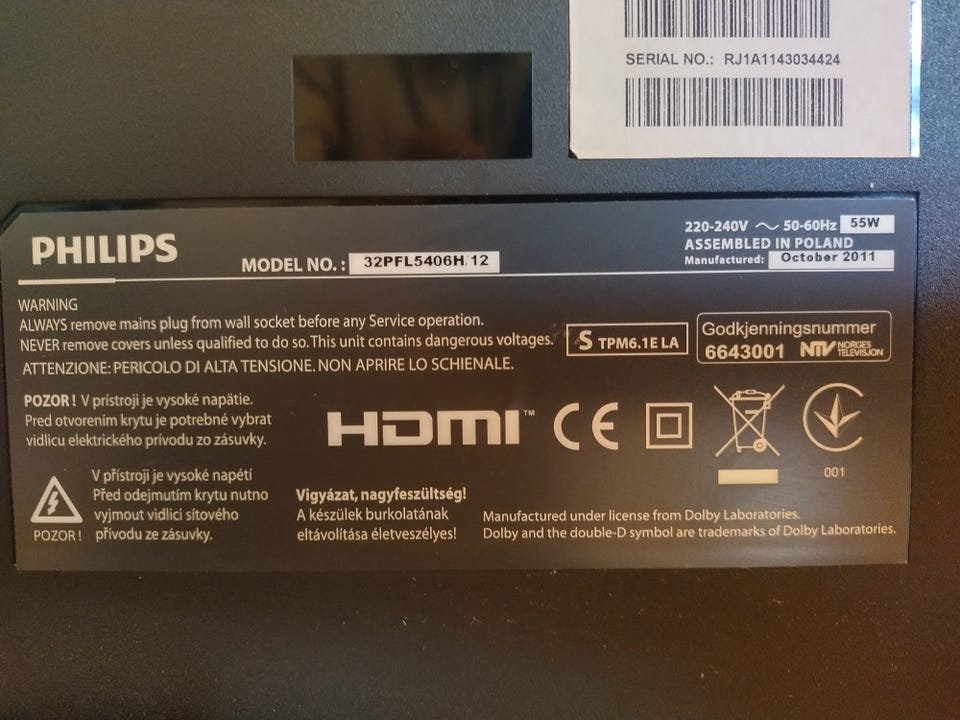 SERIAL NO.: RJ1A1143034424
PHILIPS
MODEL NO. : 32PFL5406H/12
220-240V ~ 50-60Hz 55W
ASSEMBLED IN POLAND
Manufactured: October 2011
WARNING
ALWAYS remove mains plug from wall socket before any Service operation.
NEVER remove covers unless qualified to do so. This unit contains dangerous voltages.
ATTENZIONE: PERICOLO DI ALTA TENSIONE. NON APRIRE LO SCHIENALE.
S TPM6.1E LA
Godkjenningsnummer
6643001 NTV NORGES TELEVISJON
POZOR! V prístroji je vysoké napätie.
Pred otvorením krytu je potrebné vybrat
vidlicu elektrického prívodu zo zásuvky.
HDMI™ CE
001
V přístroji je vysoké napětí
Před odejmutím krytu nutno
vyjmout vidlici síťového
přívodu ze zásuvky.
POZOR!
Vigyázat, nagyfeszültség!
A készülék burkolatának
eltávolítása életveszélyes!
Manufactured under license from Dolby Laboratories.
Dolby and the double-D symbol are trademarks of Dolby Laboratories.